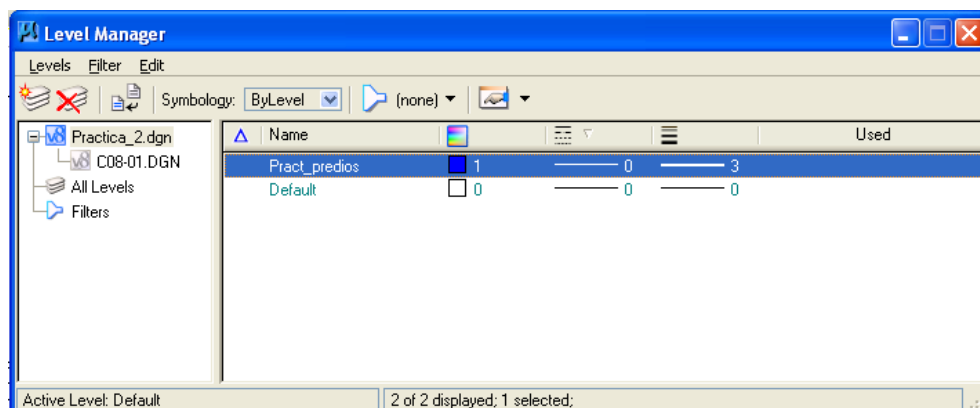 Level Manager
Levels Filter Edit
Symbology: ByLevel (none)
Practica_2.dgn
C08-01.DGN
All Levels
Filters
Name Used
Pract_predios 1 0 3
Default 0 0 0
Active Level: Default 2 of 2 displayed; 1 selected;